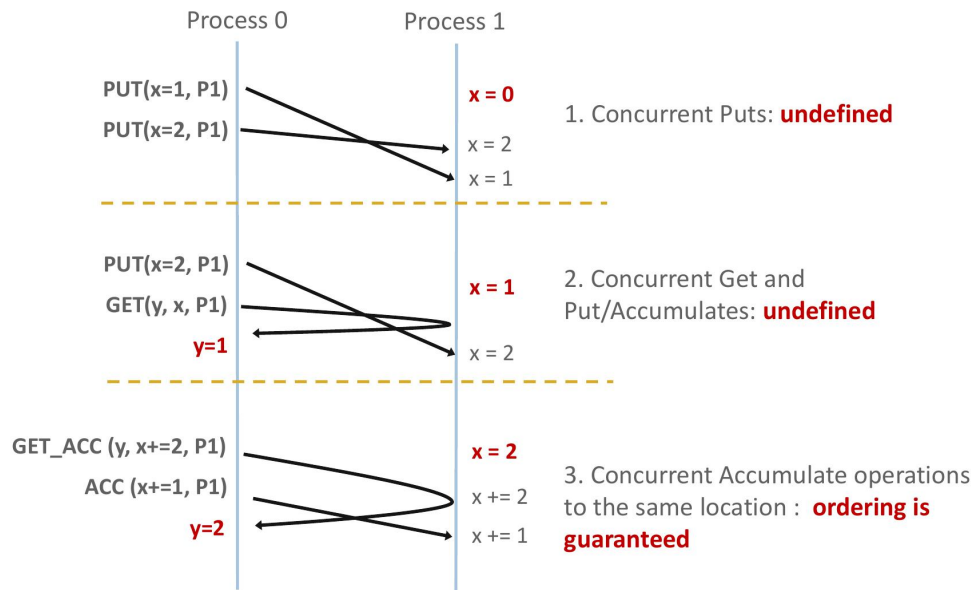 Process 0
Process 1
PUT(x=1, P1)
x = 0
1. Concurrent Puts: undefined
PUT(x=2, P1)
x = 2
x = 1
PUT(x=2, P1)
x = 1
2. Concurrent Get and
Put/Accumulates: undefined
GET(y, x, P1)
y=1
x = 2
GET_ACC (y, x+=2, P1)
x = 2
3. Concurrent Accumulate operations
to the same location :  ordering is
guaranteed
ACC (x+=1, P1)
x += 2
y=2
x += 1